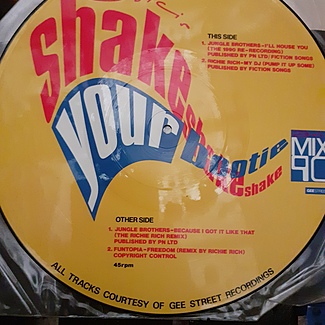 shake
your
bootie
shake
THIS SIDE
1. JUNGLE BROTHERS-I'LL HOUSE YOU
(THE 1990 RE-RECORDING)
PUBLISHED BY PN LTD/FICTION SONGS
2. RICHIE RICH-MY DJ (PUMP IT UP SOME)
PUBLISHED BY FICTION SONGS
MIX
90
OTHER SIDE
1. JUNGLE BROTHERS-BECAUSE I GOT IT LIKE THAT
(THE RICHIE RICH REMIX)
PUBLISHED BY PN LTD
2. FUNTOPIA-FREEDOM (REMIX BY RICHIE RICH)
COPYRIGHT CONTROL
45rpm
ALL TRACKS COURTESY OF GEE STREET RECORDINGS